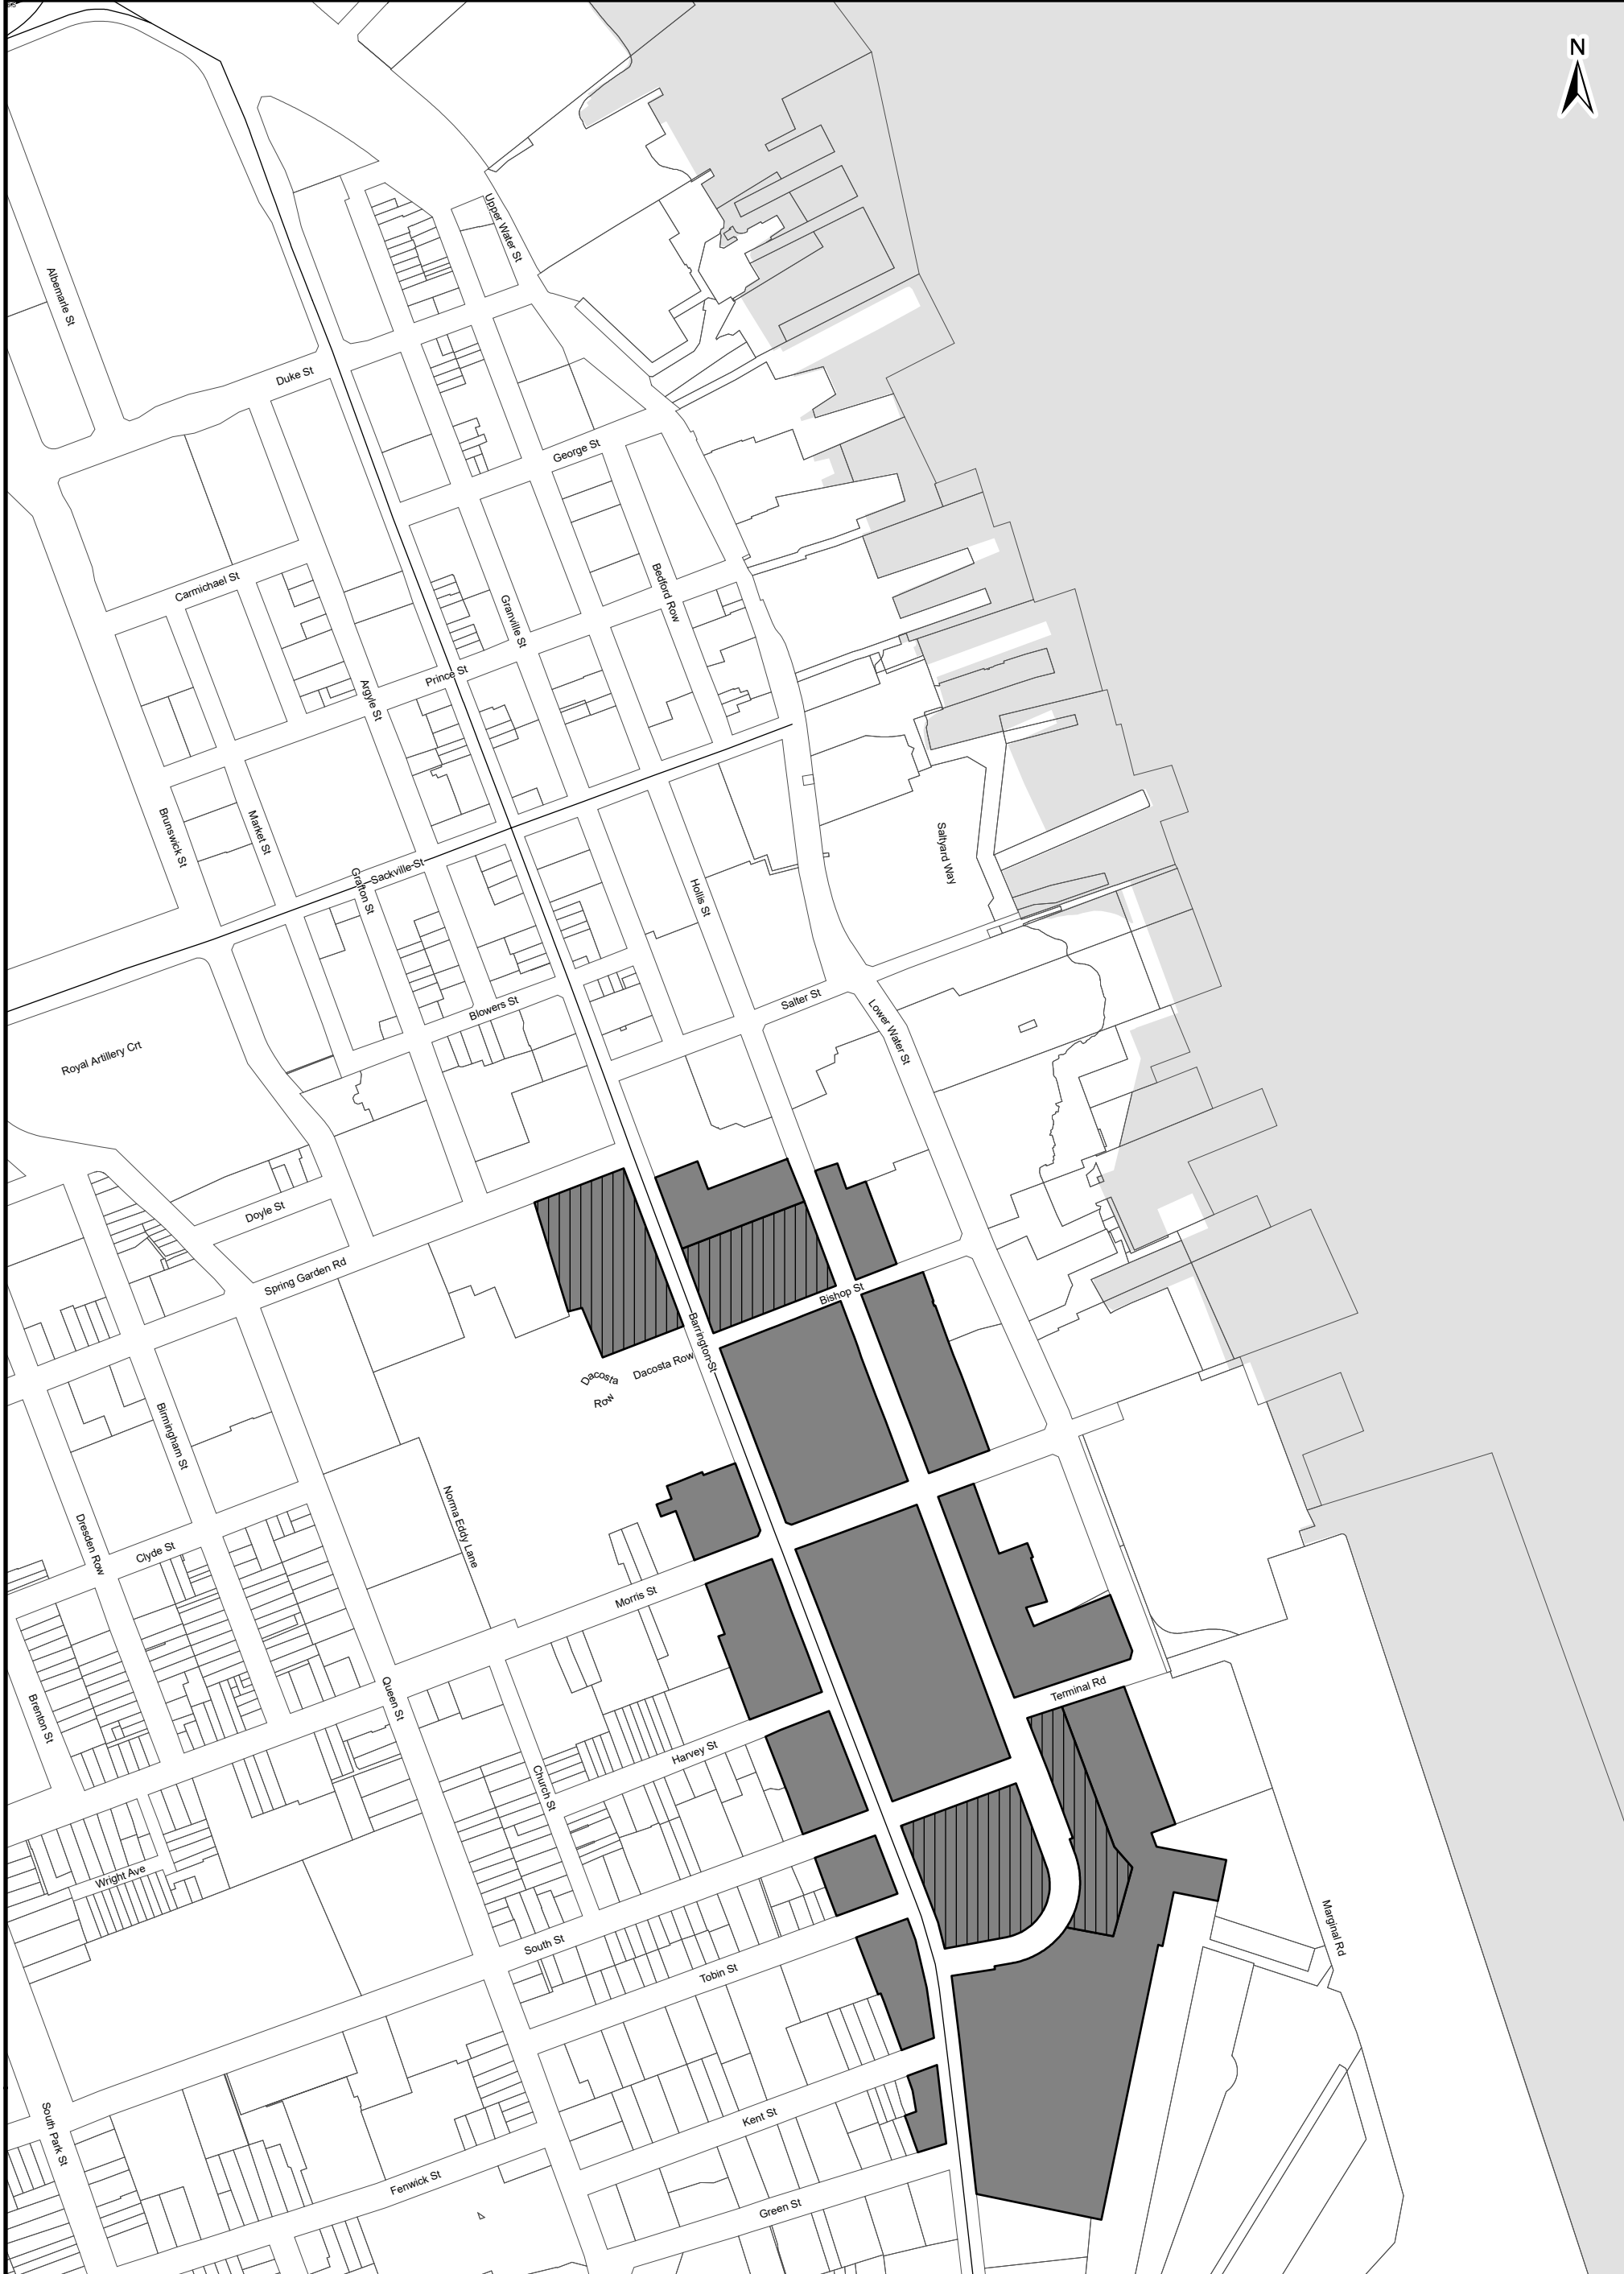 N
Upper Water St
Albemarle St
Duke St
George St
Carmichael St
Bedford Row
Granville St
Prince St
Argyle St
Brunswick St
Market St
Grafton St
Sackville St
Hollis St
Saltyard Way
Blowers St
Salter St
Lower Water St
Royal Artillery Crt
Doyle St
Spring Garden Rd
Bishop St
Barrington St
Dacosta Row
Dacosta
Row
Birmingham St
Norma Eddy Lane
Dresden Row
Clyde St
Morris St
Queen St
Brenton St
Terminal Rd
Harvey St
Church St
Wright Ave
Marginal Rd
South St
Tobin St
South Park St
Kent St
Fenwick St
Green St